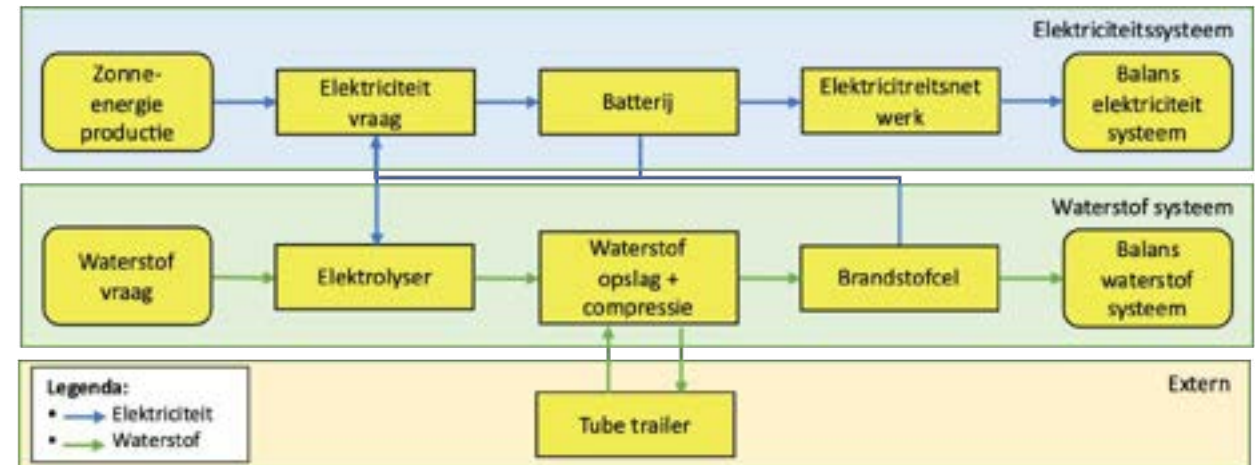 Elektriciteitssysteem
Zonne-
energie
productie
Elektriciteit
vraag
Batterij
Elektricitreitsnet
werk
Balans
elektriciteit
systeem
Waterstof systeem
Waterstof
vraag
Elektrolyser
Waterstof
opslag +
compressie
Brandstofcel
Balans
waterstof
systeem
Extern
Legenda:
• Elektriciteit
• Waterstof
Tube trailer